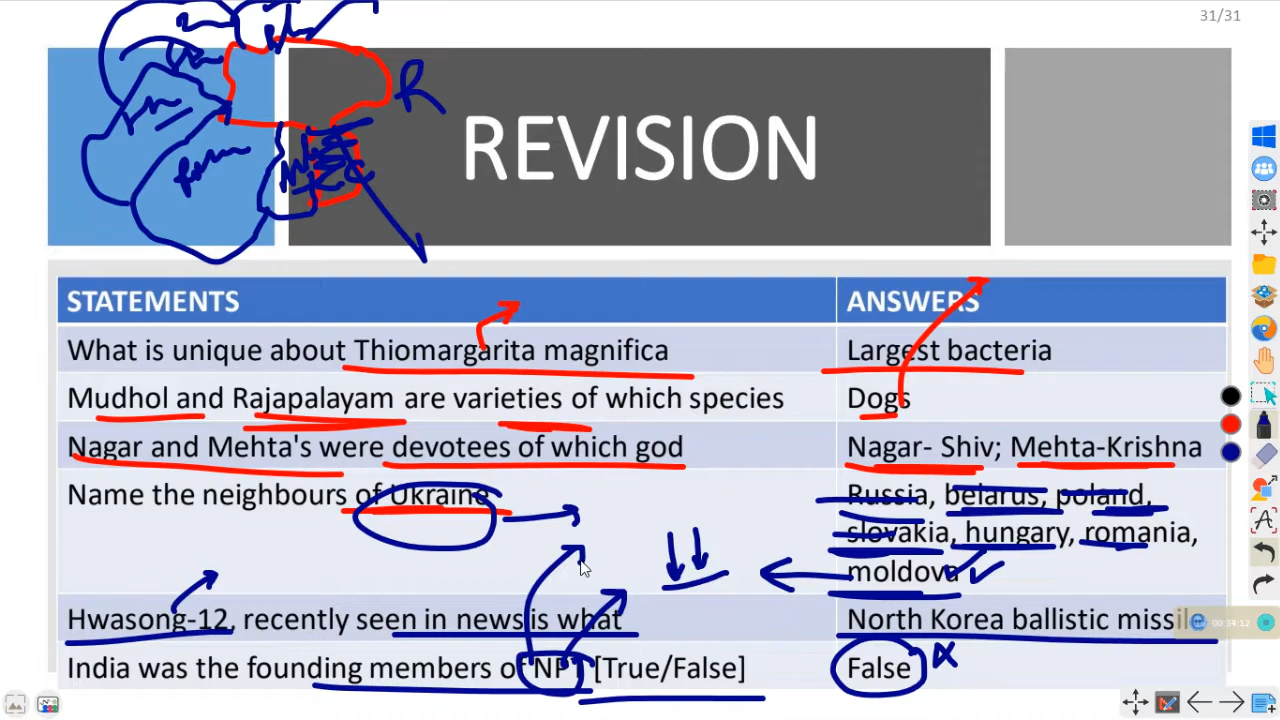 31/31
R
REVISION
STATEMENTS
ANSWERS
What is unique about Thiomargarita magnifica
Largest bacteria
Mudhol and Rajapalayam are varieties of which species
Dogs
Nagar and Mehta's were devotees of which god
Nagar- Shiv; Mehta-Krishna
Name the neighbours of Ukraine
Russia, belarus, poland,
slovakia, hungary, romania,
moldova
Hwasong-12, recently seen in news is what
North Korea ballistic missile
00:34:12
India was the founding members of NPT [True/False]
False